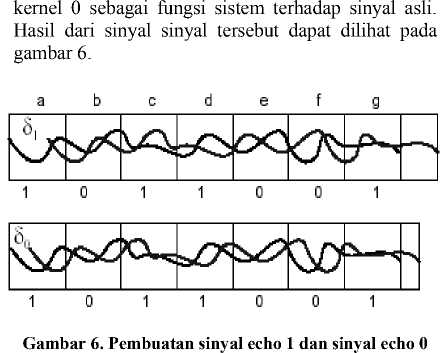 kernel 0 sebagai fungsi sistem terhadap sinyal asli.
Hasil dari sinyal sinyal tersebut dapat dilihat pada
gambar 6.
a b c d e f g
δ1
1 0 1 1 0 0 1
δ0
1 0 1 1 0 0 1
Gambar 6. Pembuatan sinyal echo 1 dan sinyal echo 0